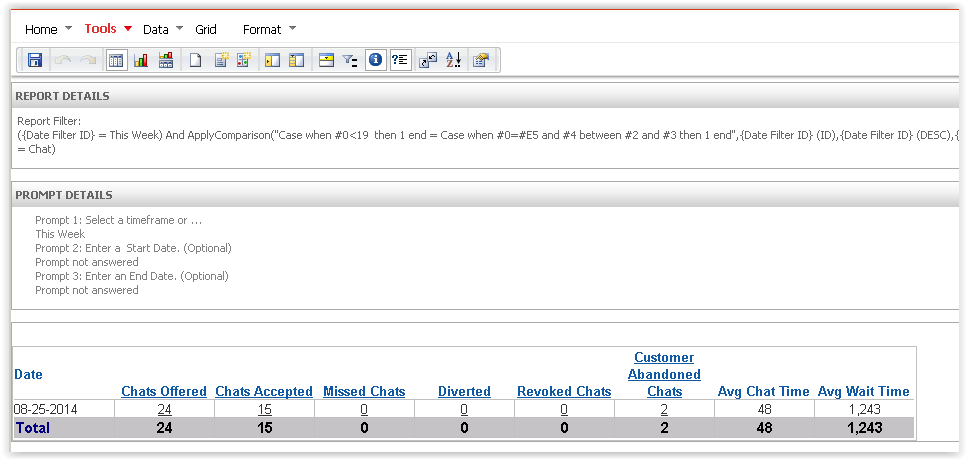 Home Tools Data Grid Format
REPORT DETAILS
Report Filter:
({Date Filter ID} = This Week) And ApplyComparison("Case when #0<19 then 1 end = Case when #0=#E5 and #4 between #2 and #3 then 1 end",{Date Filter ID} (ID),{Date Filter ID} (DESC),{
= Chat)
PROMPT DETAILS
Prompt 1: Select a timeframe or ...
This Week
Prompt 2: Enter a Start Date. (Optional)
Prompt not answered
Prompt 3: Enter an End Date. (Optional)
Prompt not answered
Date Chats Offered Chats Accepted Missed Chats Diverted Revoked Chats Customer Abandoned Chats Avg Chat Time Avg Wait Time
08-25-2014 24 15 0 0 0 2 48 1,243
Total 24 15 0 0 0 2 48 1,243